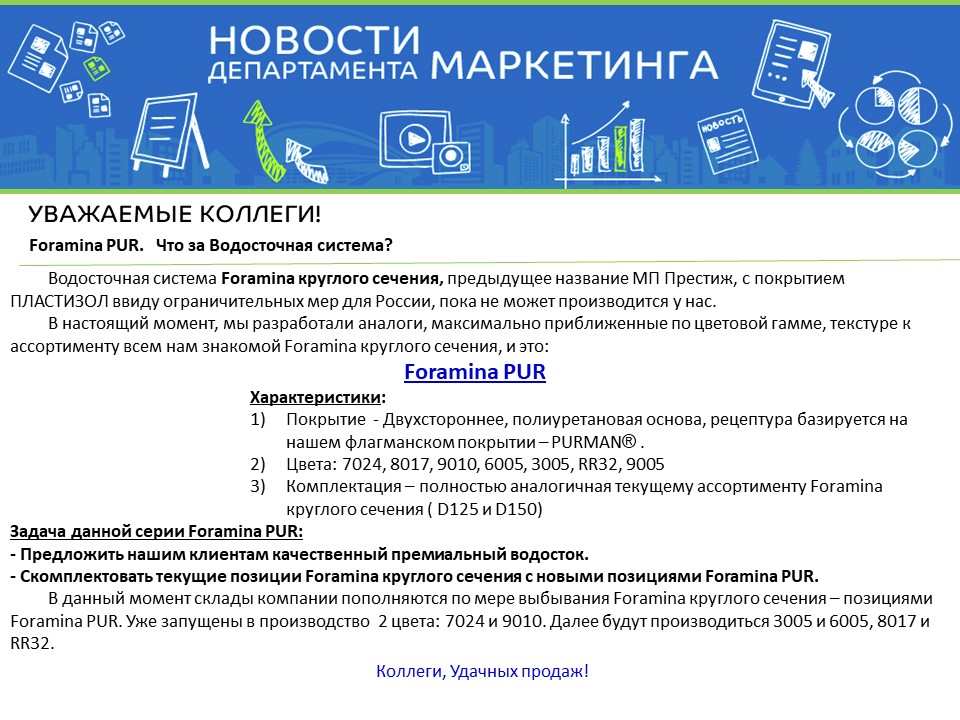 НОВОСТИ
ДЕПАРТАМЕНТА МАРКЕТИНГА
НОВОСТЬ
УВАЖАЕМЫЕ КОЛЛЕГИ!
Foramina PUR. Что за Водосточная система?
Водосточная система Foramina круглого сечения, предыдущее название МП Престиж, с покрытием
ПЛАСТИЗОЛ ввиду ограничительных мер для России, пока не может производится у нас.
В настоящий момент, мы разработали аналоги, максимально приближенные по цветовой гамме, текстуре к
ассортименту всем нам знакомой Foramina круглого сечения, и это:
Foramina PUR
Характеристики:
1) Покрытие - Двухстороннее, полиуретановая основа, рецептура базируется на
нашем флагманском покрытии – PURMAN® .
2) Цвета: 7024, 8017, 9010, 6005, 3005, RR32, 9005
3) Комплектация – полностью аналогичная текущему ассортименту Foramina
круглого сечения ( D125 и D150)
Задача данной серии Foramina PUR:
- Предложить нашим клиентам качественный премиальный водосток.
- Скомплектовать текущие позиции Foramina круглого сечения с новыми позициями Foramina PUR.
В данный момент склады компании пополняются по мере выбывания Foramina круглого сечения – позициями
Foramina PUR. Уже запущены в производство 2 цвета: 7024 и 9010. Далее будут производиться 3005 и 6005, 8017 и
RR32.
Коллеги, Удачных продаж!